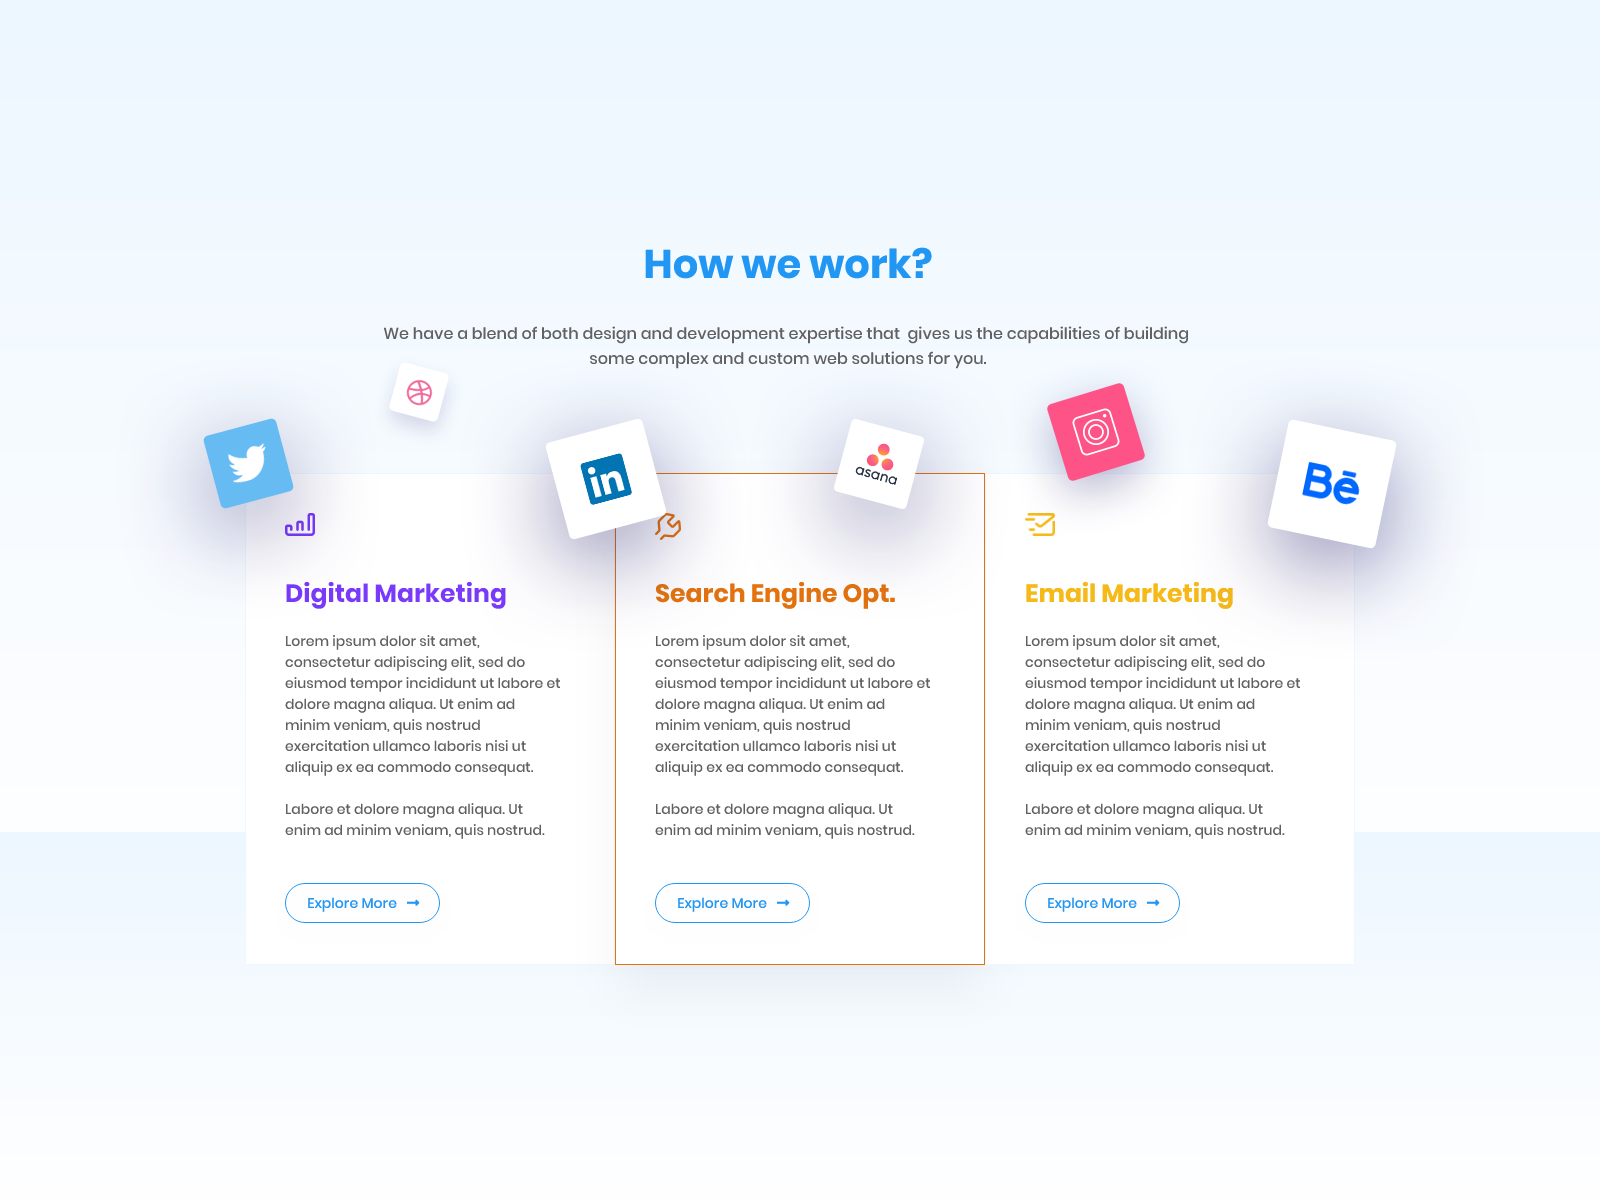 How we work?
We have a blend of both design and development expertise that  gives us the capabilities of building
some complex and custom web solutions for you.
in
asana
Bē
Digital Marketing
Lorem ipsum dolor sit amet,
consectetur adipiscing elit, sed do
eiusmod tempor incididunt ut labore et
dolore magna aliqua. Ut enim ad
minim veniam, quis nostrud
exercitation ullamco laboris nisi ut
aliquip ex ea commodo consequat.
Labore et dolore magna aliqua. Ut
enim ad minim veniam, quis nostrud.
Explore More
Search Engine Opt.
Lorem ipsum dolor sit amet,
consectetur adipiscing elit, sed do
eiusmod tempor incididunt ut labore et
dolore magna aliqua. Ut enim ad
minim veniam, quis nostrud
exercitation ullamco laboris nisi ut
aliquip ex ea commodo consequat.
Labore et dolore magna aliqua. Ut
enim ad minim veniam, quis nostrud.
Explore More
Email Marketing
Lorem ipsum dolor sit amet,
consectetur adipiscing elit, sed do
eiusmod tempor incididunt ut labore et
dolore magna aliqua. Ut enim ad
minim veniam, quis nostrud
exercitation ullamco laboris nisi ut
aliquip ex ea commodo consequat.
Labore et dolore magna aliqua. Ut
enim ad minim veniam, quis nostrud.
Explore More